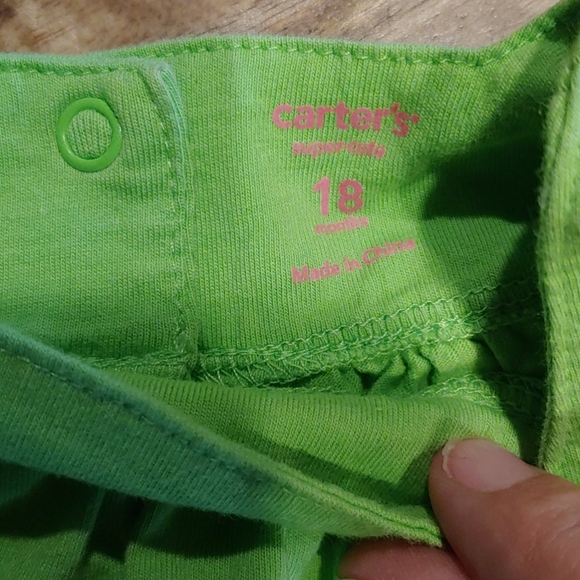 carter's
super-cute
18
months
Made in China